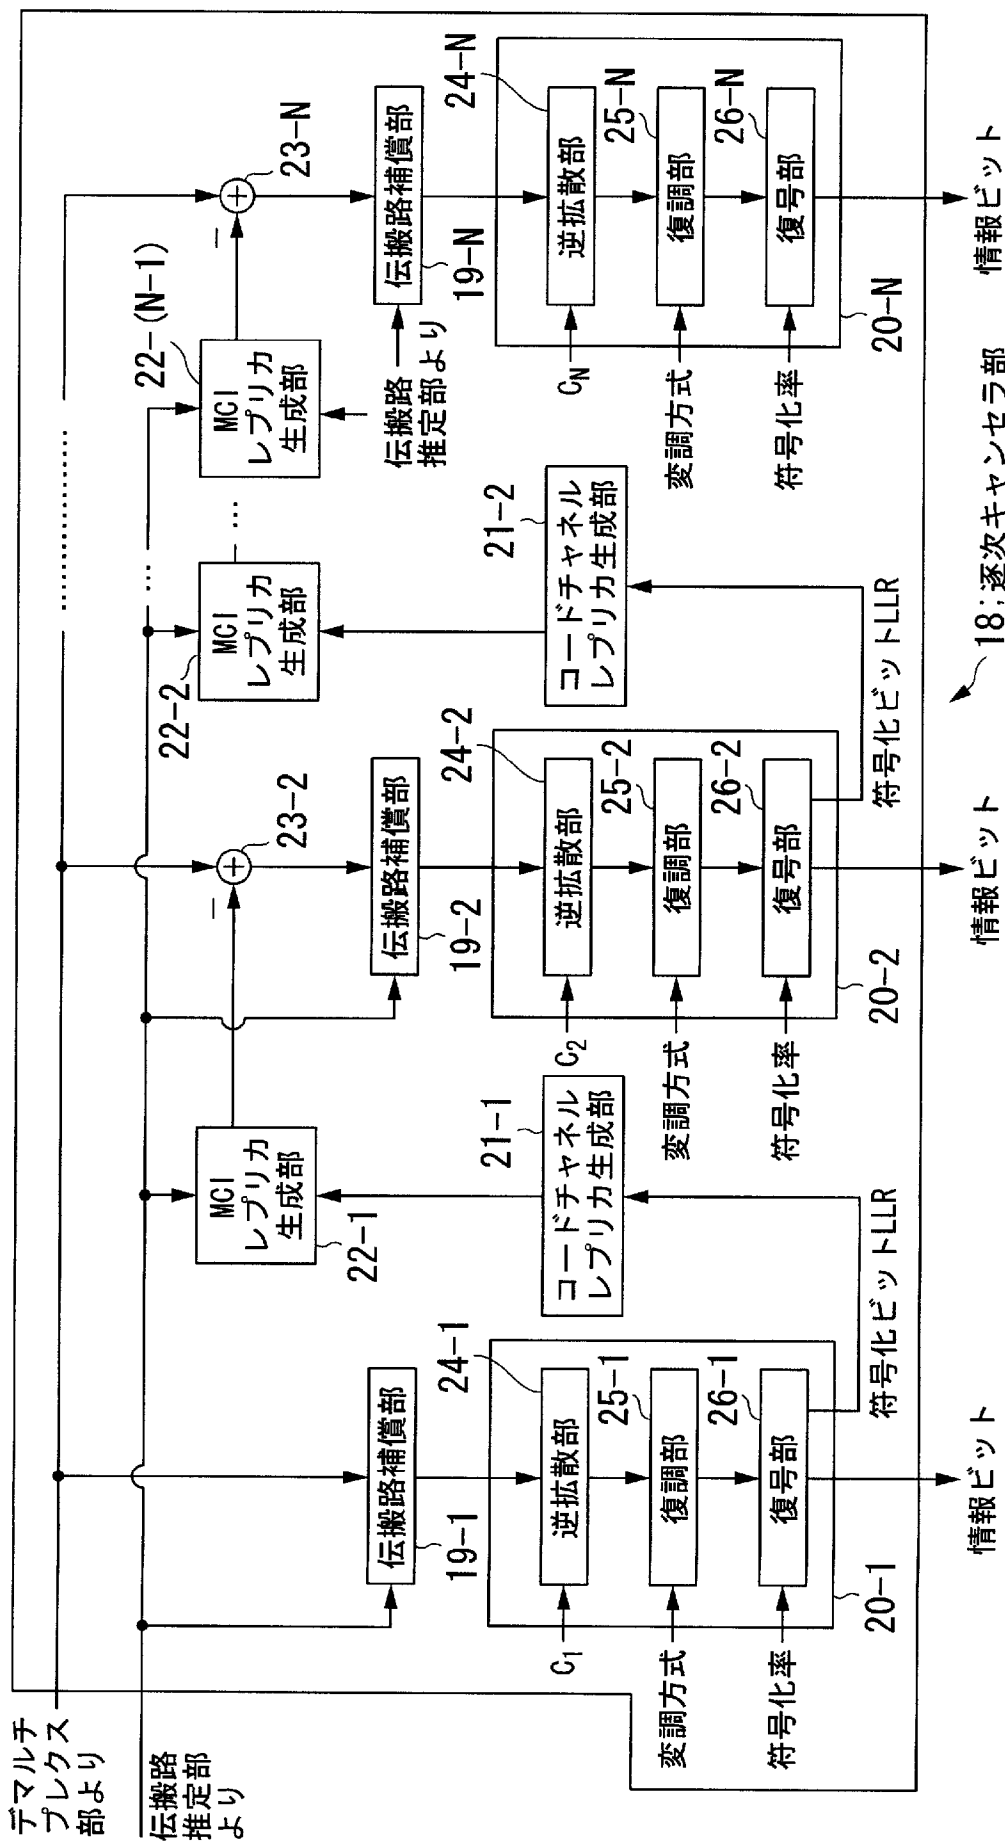 デマルチ
プレクス
部より
伝搬路
推定部
より
伝搬路補償部
19-1
C1
変調方式
符号化率
24-1
逆拡散部
25-1
復調部
26-1
復号部
20-1
情報ビット
符号化ビットLLR
コードチャネル
レプリカ生成部
21-1
MCI
レプリカ
生成部
22-1
−
23-2
伝搬路補償部
19-2
C2
変調方式
符号化率
24-2
逆拡散部
25-2
復調部
26-2
復号部
20-2
情報ビット
符号化ビットLLR
コードチャネル
レプリカ生成部
21-2
MCI
レプリカ
生成部
22-2
…
MCI
レプリカ
生成部
22-(N-1)
−
23-N
伝搬路
推定部より
伝搬路補償部
19-N
CN
変調方式
符号化率
24-N
逆拡散部
25-N
復調部
26-N
復号部
20-N
情報ビット
18;逐次キャンセラ部